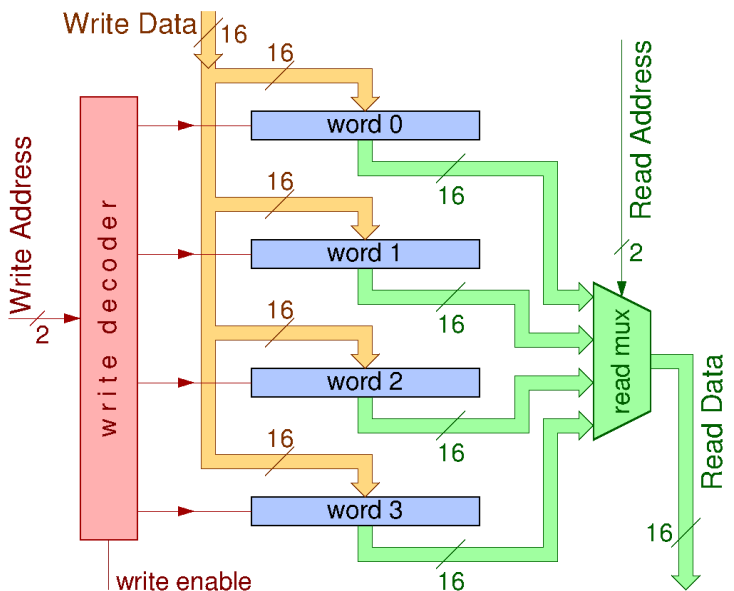 Write Data
16
16
word 0
16
Read Address
2
16
word 1
16
Write Address
2
write decoder
read mux
16
word 2
16
Read Data
16
16
word 3
16
write enable